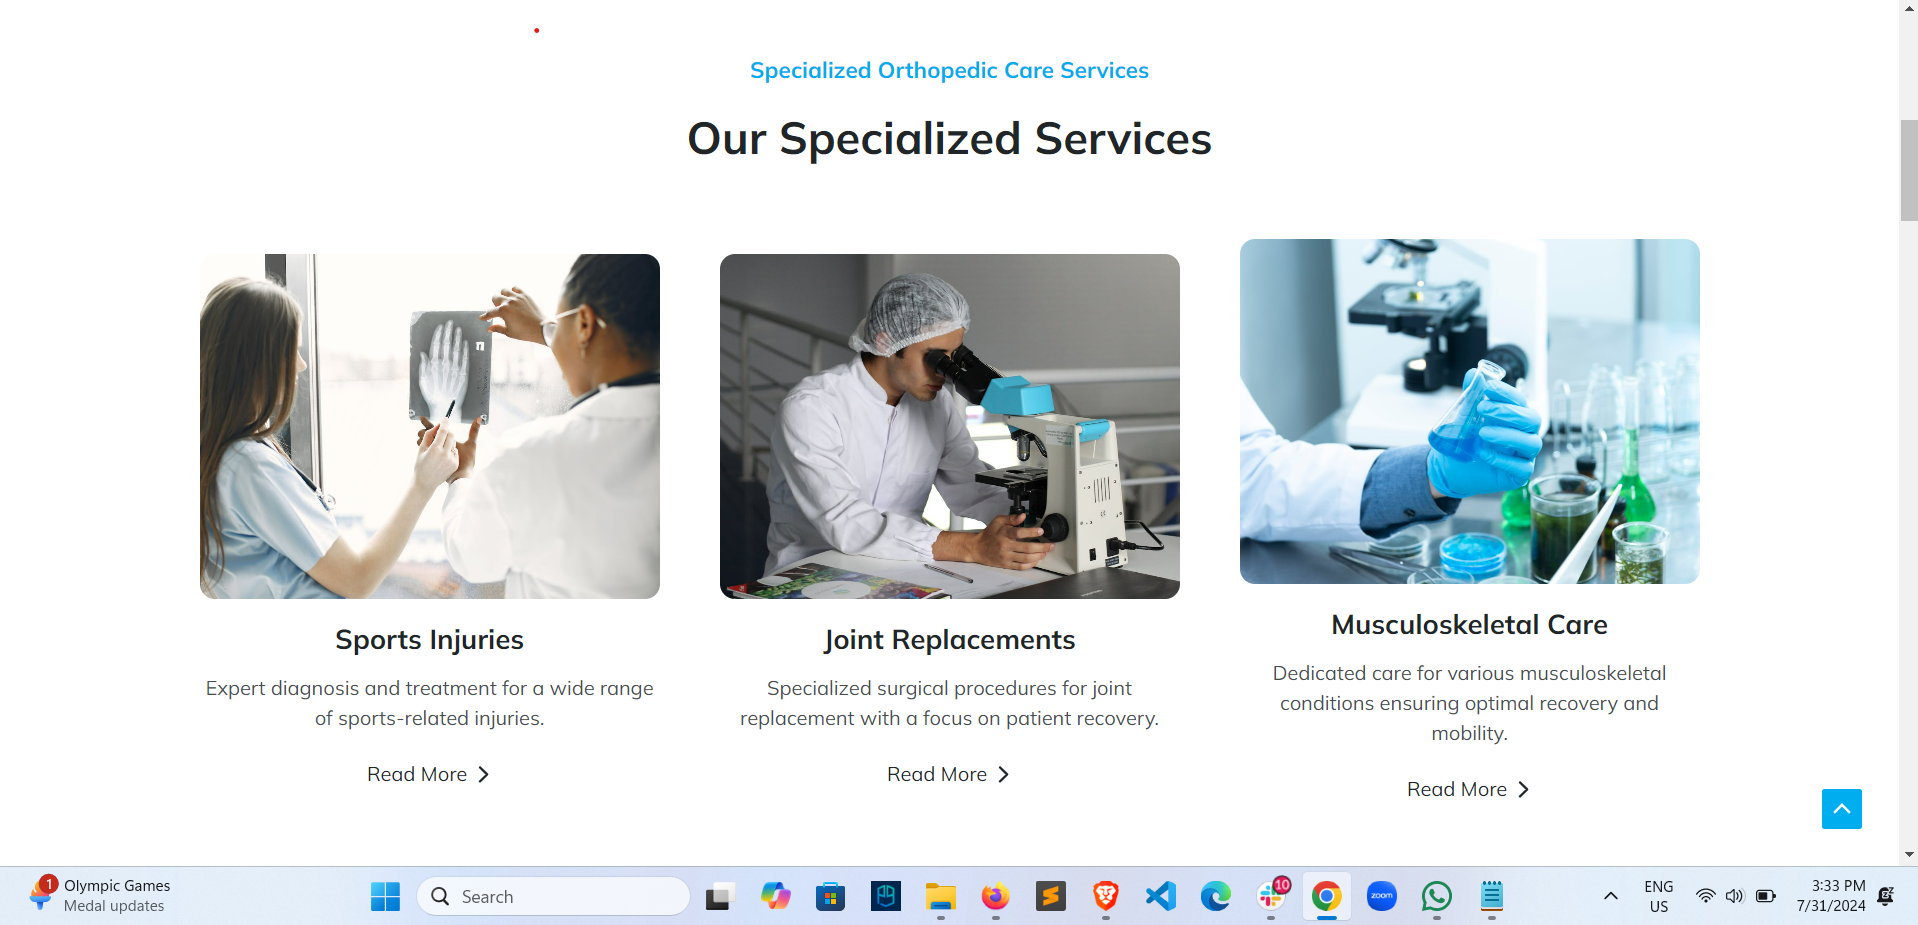 Specialized Orthopedic Care Services
Our Specialized Services
Sports Injuries
Expert diagnosis and treatment for a wide range
of sports-related injuries.
Read More
Joint Replacements
Specialized surgical procedures for joint
replacement with a focus on patient recovery.
Read More
Musculoskeletal Care
Dedicated care for various musculoskeletal
conditions ensuring optimal recovery and
mobility.
Read More
1
Olympic Games
Medal updates
Search
10
zoom
ENG
US
3:33 PM
7/31/2024